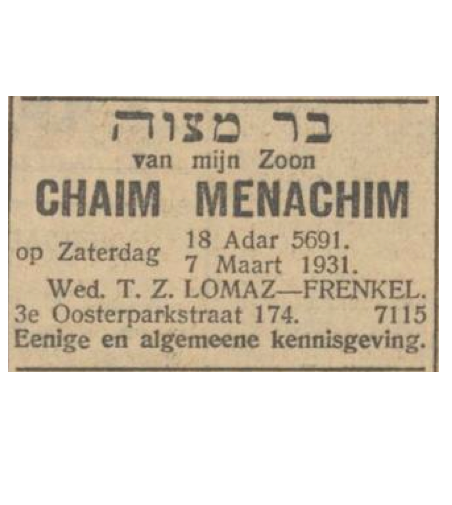 בר מצוה
van mijn Zoon
CHAIM MENACHIM
op Zaterdag 18 Adar 5691.
7 Maart 1931.
Wed. T. Z. LOMAZ—FRENKEL.
3e Oosterparkstraat 174. 7115
Eenige en algemeene kennisgeving.